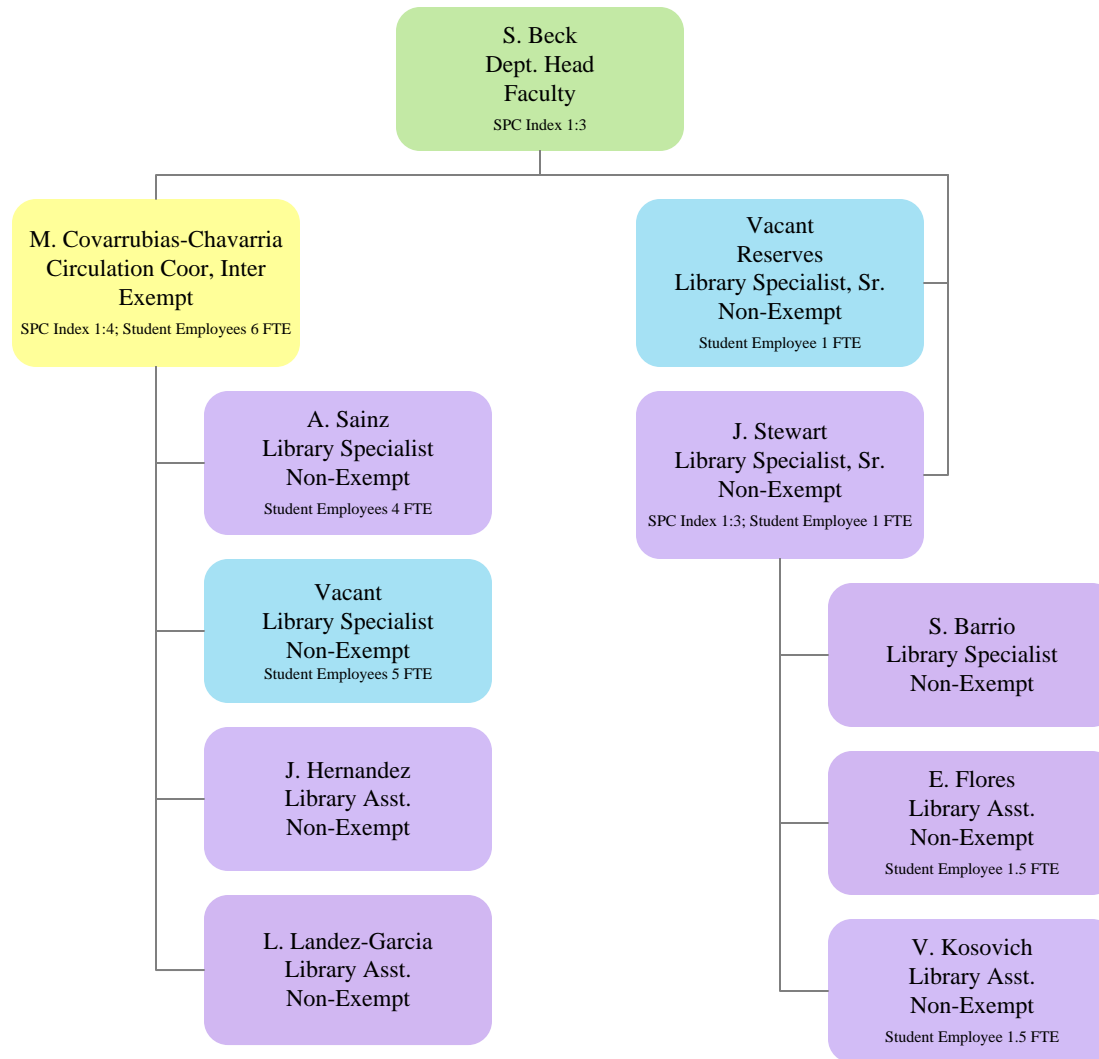 S. Beck
Dept. Head
Faculty
SPC Index 1:3
M. Covarrubias-Chavarria
Circulation Coor, Inter
Exempt
SPC Index 1:4; Student Employees 6 FTE
A. Sainz
Library Specialist
Non-Exempt
Student Employees 4 FTE
Vacant
Library Specialist
Non-Exempt
Student Employees 5 FTE
J. Hernandez
Library Asst.
Non-Exempt
L. Landez-Garcia
Library Asst.
Non-Exempt
Vacant
Reserves
Library Specialist, Sr.
Non-Exempt
Student Employee 1 FTE
J. Stewart
Library Specialist, Sr.
Non-Exempt
SPC Index 1:3; Student Employee 1 FTE
S. Barrio
Library Specialist
Non-Exempt
E. Flores
Library Asst.
Non-Exempt
Student Employee 1.5 FTE
V. Kosovich
Library Asst.
Non-Exempt
Student Employee 1.5 FTE